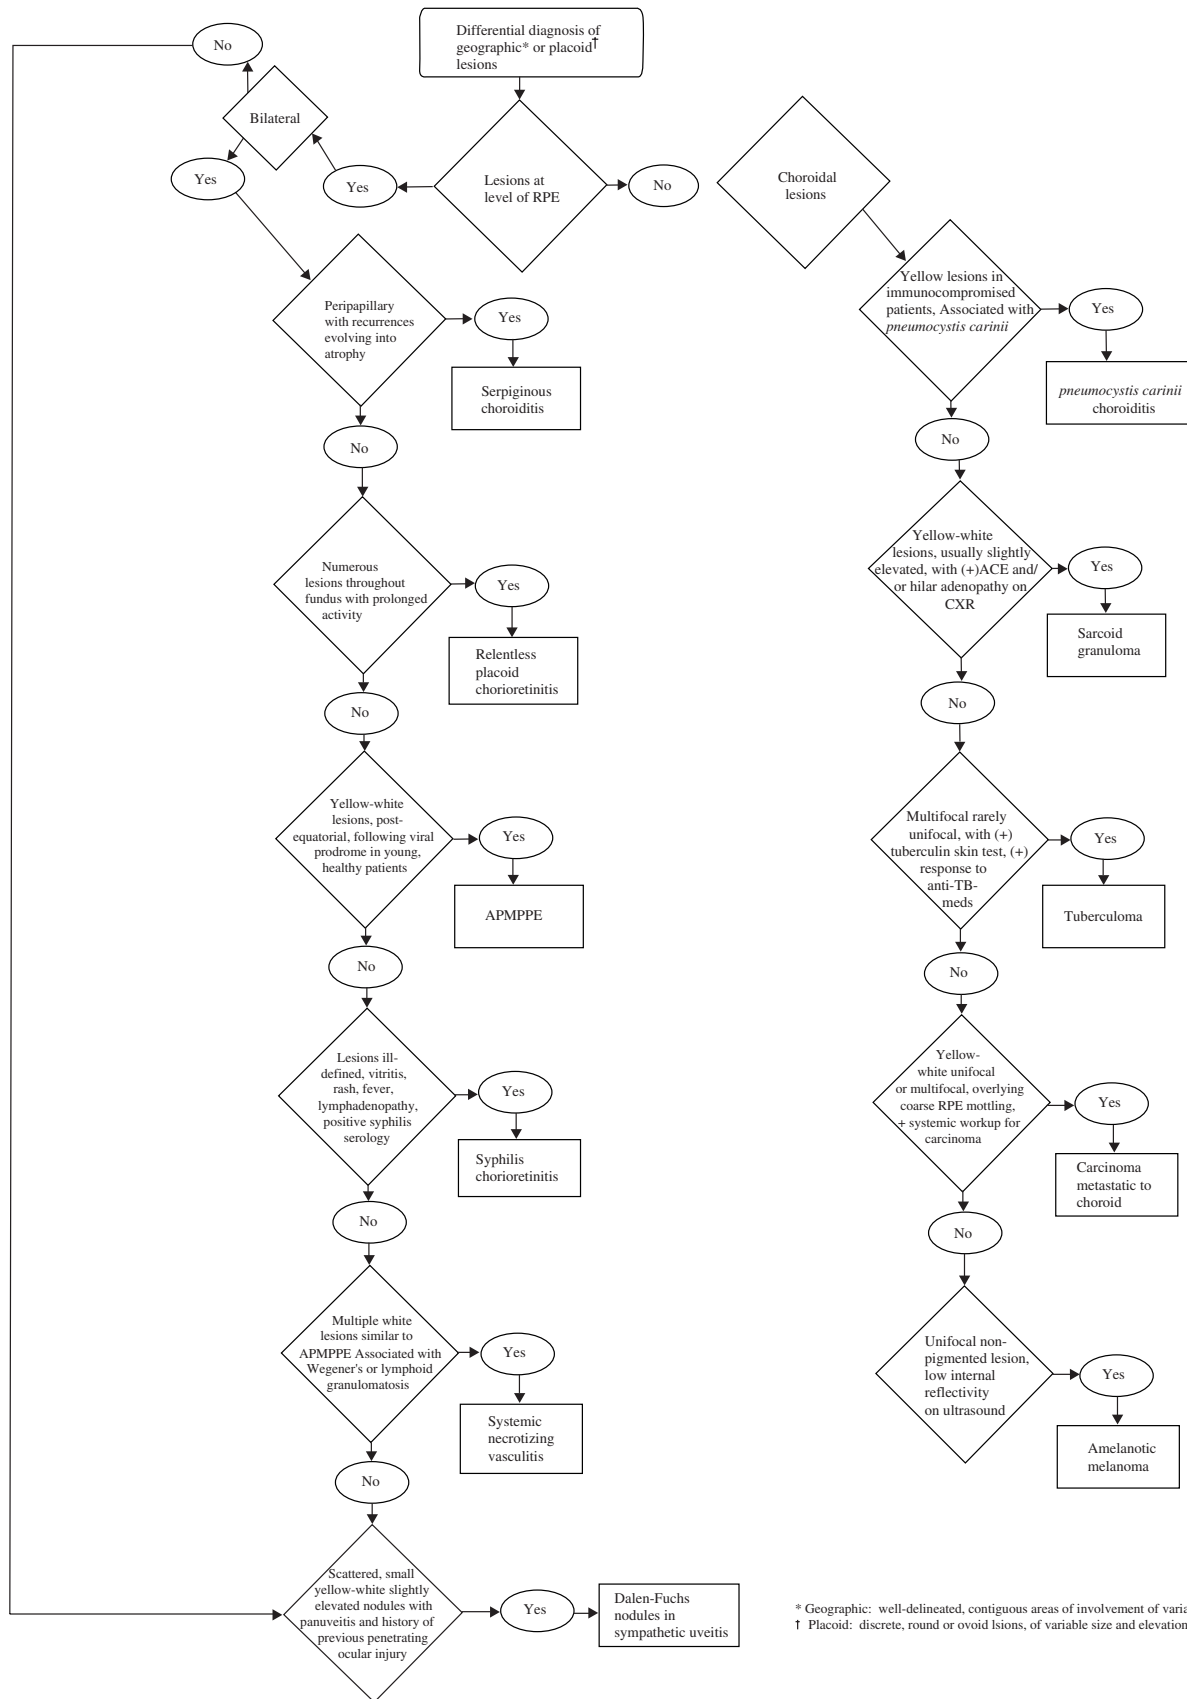 Differential diagnosis of
geographic* or placoid†
lesions
No
Bilateral
Yes
Yes
Lesions at
level of RPE
No
Choroidal
lesions
Peripapillary
with recurrences
evolving into
atrophy
Yes
Serpiginous
choroiditis
No
Numerous
lesions throughout
fundus with prolonged
activity
Yes
Relentless
placoid
chorioretinitis
No
Yellow-white
lesions, post-
equatorial, following viral
prodrome in young,
healthy patients
Yes
APMPPE
No
Lesions ill-
defined, vitritis,
rash, fever,
lymphadenopathy,
positive syphilis
serology
Yes
Syphilis
chorioretinitis
No
Multiple white
lesions similar to
APMPPE Associated with
Wegener's or lymphoid
granulomatosis
Yes
Systemic
necrotizing
vasculitis
No
Scattered, small
yellow-white slightly
elevated nodules with
panuveitis and history of
previous penetrating
ocular injury
Yes
Dalen-Fuchs
nodules in
sympathetic uveitis
Yellow lesions in
immunocompromised
patients, Associated with
pneumocystis carinii
Yes
pneumocystis carinii
choroiditis
No
Yellow-white
lesions, usually slightly
elevated, with (+)ACE and/
or hilar adenopathy on
CXR
Yes
Sarcoid
granuloma
No
Multifocal rarely
unifocal, with (+)
tuberculin skin test, (+)
response to
anti-TB-
meds
Yes
Tuberculoma
No
Yellow-
white unifocal
or multifocal, overlying
coarse RPE mottling,
+ systemic workup for
carcinoma
Yes
Carcinoma
metastatic to
choroid
No
Unifocal non-
pigmented lesion,
low internal
reflectivity
on ultrasound
Yes
Amelanotic
melanoma
* Geographic: well-delineated, contiguous areas of involvement of
† Placoid: discrete, round or ovoid lsions, of variable size and elevation